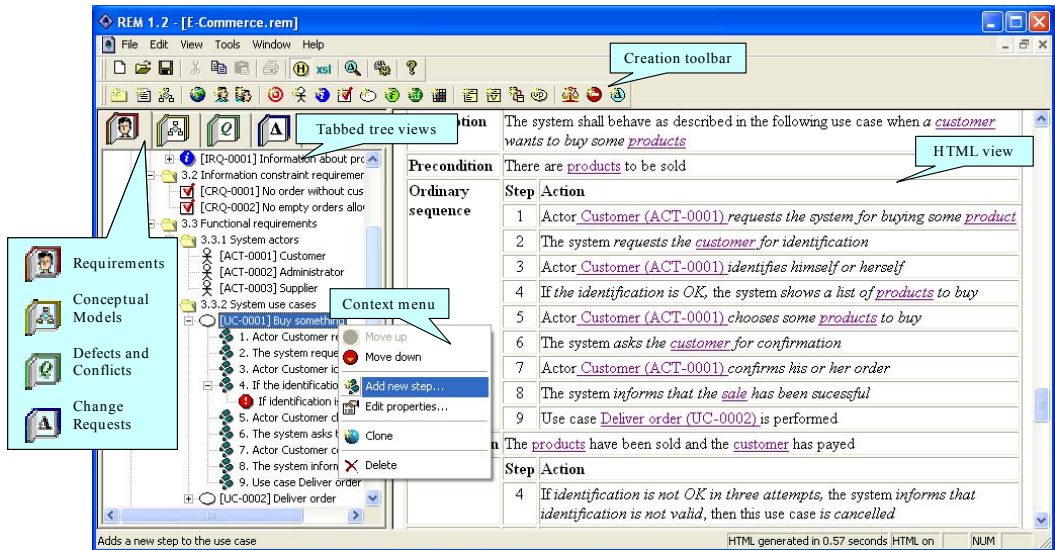 REM 1.2 - [E-Commerce.rem]
File Edit View Tools Window Help
xsl
Creation toolbar
Tabbed tree views
HTML view
Context menu
Requirements
Conceptual
Models
Defects and
Conflicts
Change
Requests
[IRQ-0001] Information about pro
3.2 Information constraint requiremer
[CRQ-0001] No order without cus
[CRQ-0002] No empty orders allo
3.3 Functional requirements
3.3.1 System actors
[ACT-0001] Customer
[ACT-0002] Administrator
[ACT-0003] Supplier
3.3.2 System use cases
[UC-0001] Buy something
1. Actor Customer re
2. The system reque
3. Actor Customer ic
4. If the identificatio
If identification is
5. Actor Customer cl
6. The system asks t
7. Actor Customer co
8. The system inform
9. Use case Deliver order
[UC-0002] Deliver order
Move up
Move down
Add new step...
Edit properties...
Clone
Delete
ption The system shall behave as described in the following use case when a customer
wants to buy some products
Precondition There are products to be sold
Ordinary
sequence
Step Action
1 Actor Customer (ACT-0001) requests the system for buying some product
2 The system requests the customer for identification
3 Actor Customer (ACT-0001) identifies himself or herself
4 If the identification is OK, the system shows a list of products to buy
5 Actor Customer (ACT-0001) chooses some products to buy
6 The system asks the customer for confirmation
7 Actor Customer (ACT-0001) confirms his or her order
8 The system informs that the sale has been sucessful
9 Use case Deliver order (UC-0002) is performed
n The products have been sold and the customer has payed
Step Action
4 If identification is not OK in three attempts, the system informs that
identification is not valid, then this use case is cancelled
Adds a new step to the use case
HTML generated in 0.57 seconds HTML on NUM